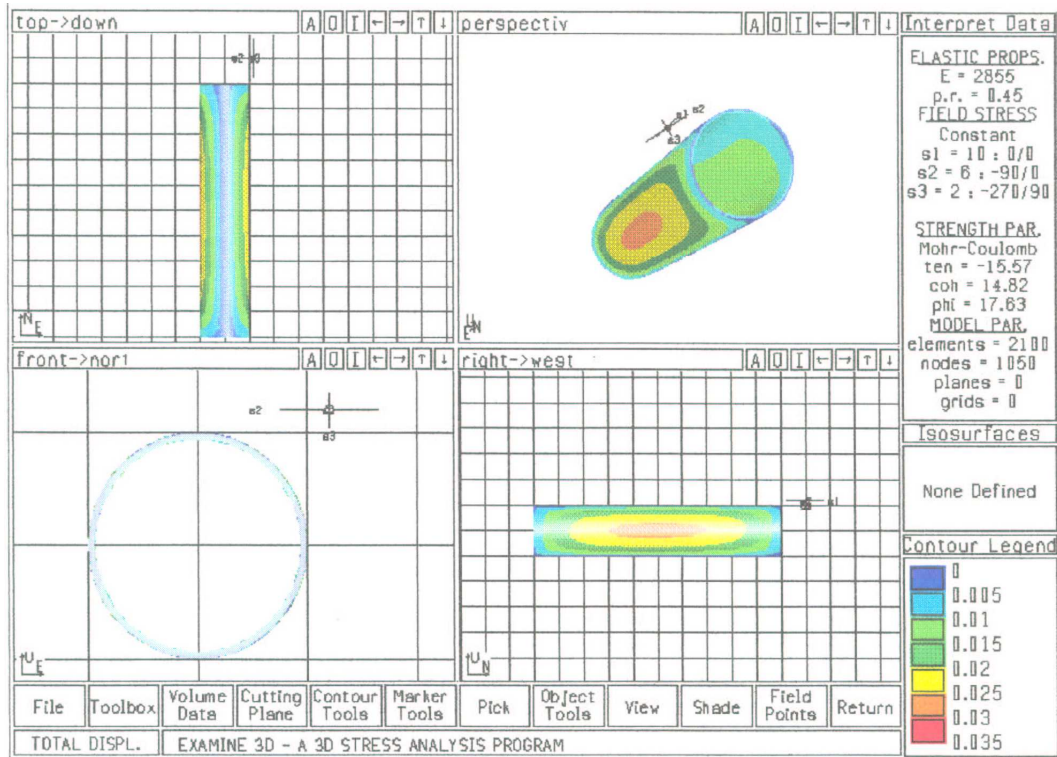 top->down A O I ← → ↑ ↓
s2
N
E
perspectiv A O I ← → ↑ ↓
s1 s2
s3
N
front->nor1 A O I ← → ↑ ↓
s2
s3
U
E
right->west A O I ← → ↑ ↓
s1
U
N
Interpret Data
ELASTIC PROPS.
E = 2855
p.r. = 0.45
FIELD STRESS
Constant
s1 = 10 : 0/0
s2 = 6 : -90/0
s3 = 2 : -270/90
STRENGTH PAR.
Mohr-Coulomb
ten = -15.57
coh = 14.82
phi = 17.63
MODEL PAR.
elements = 2100
nodes = 1050
planes = 0
grids = 0
Isosurfaces
None Defined
Contour Legend
0
0.005
0.01
0.015
0.02
0.025
0.03
0.035
File
Toolbox
Volume Data
Cutting Plane
Contour Tools
Marker Tools
Pick
Object Tools
View
Shade
Field Points
Return
TOTAL DISPL.
EXAMINE 3D - A 3D STRESS ANALYSIS PROGRAM